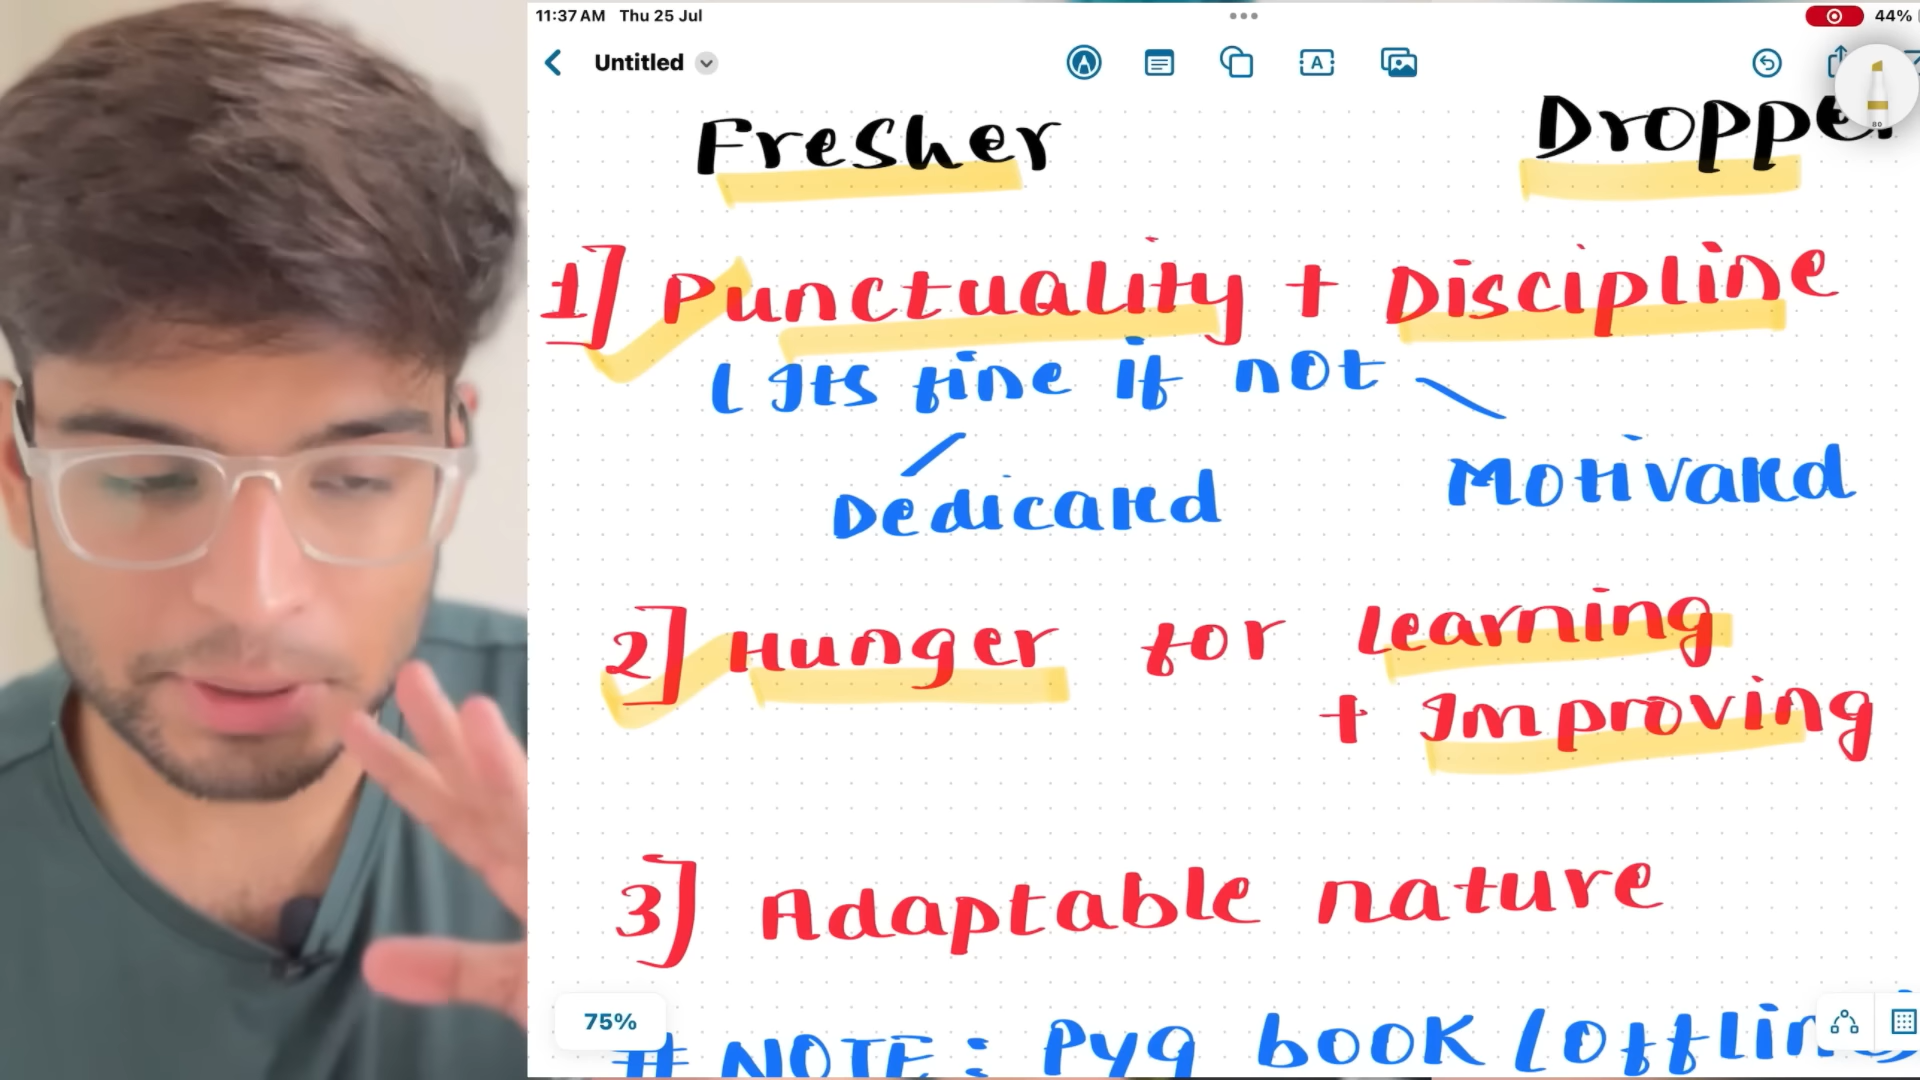 11:37 AM Thu 25 Jul
44%
Untitled
Fresher Dropper
1] Punctuality + Discipline
( Its fine if not
Dedicated Motivated
2] Hunger for Learning
+ Improving
3] Adaptable nature
75%
# NOTE : Pyq book (offline)